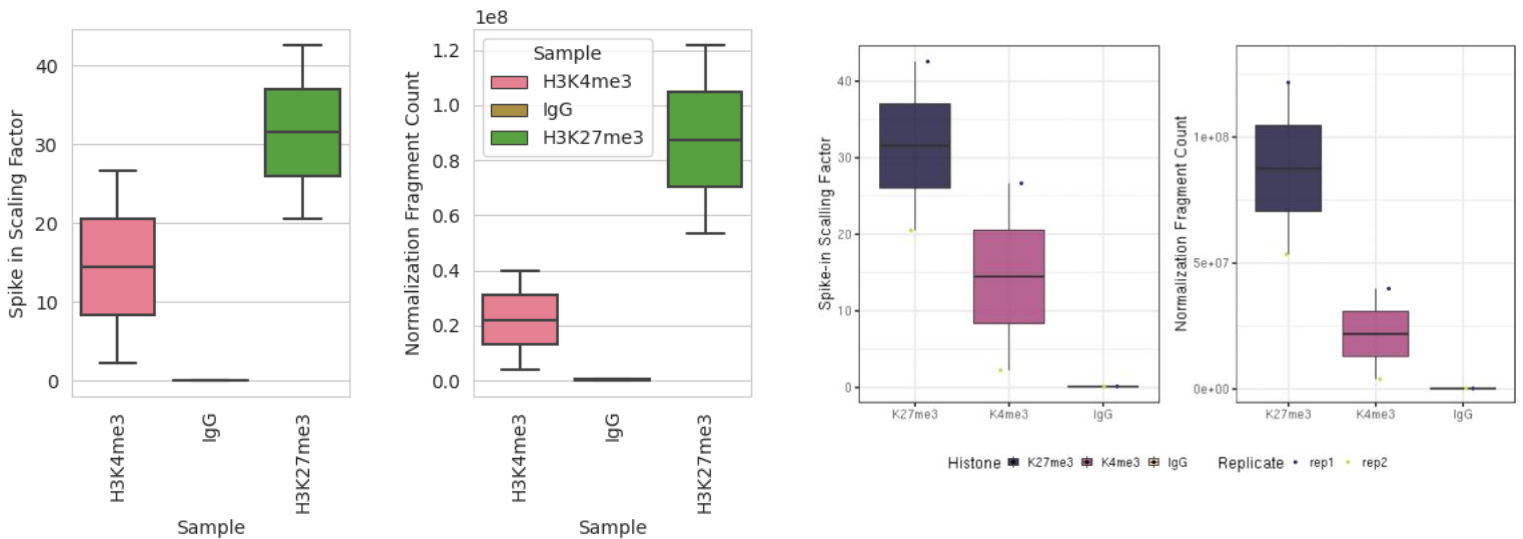 Spike in Scaling Factor
40
30
20
10
0
H3K4me3
IgG
H3K27me3
Sample
1e8
Normalization Fragment Count
1.2
1.0
0.8
0.6
0.4
0.2
0.0
Sample
H3K4me3
IgG
H3K27me3
H3K4me3
IgG
H3K27me3
Sample
Spike-in Scalling Factor
40
30
20
10
0
K27me3
K4me3
IgG
Normalization Fragment Count
1e+08
5e+07
0e+00
K27me3
K4me3
IgG
Histone K27me3 K4me3 IgG Replicate rep1 rep2